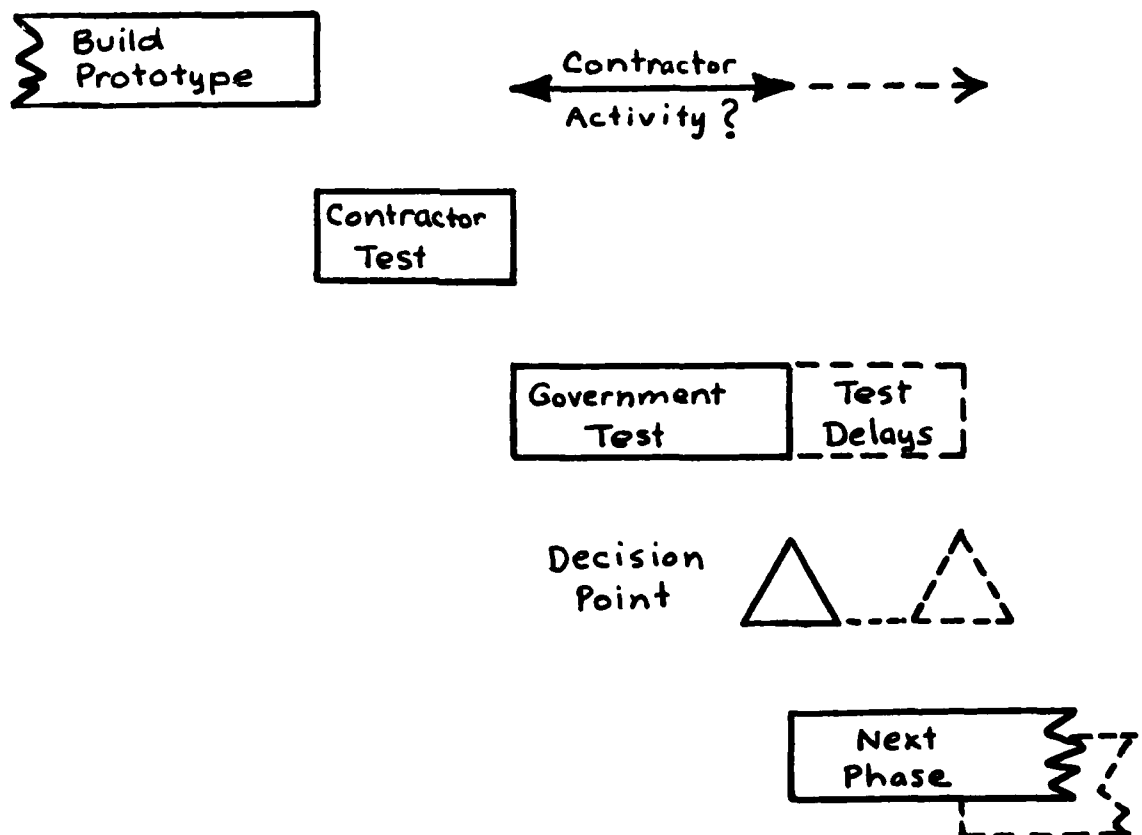 Build
Prototype
Contractor
Activity?
Contractor
Test
Government
Test
Test
Delays
Decision
Point
Next
Phase